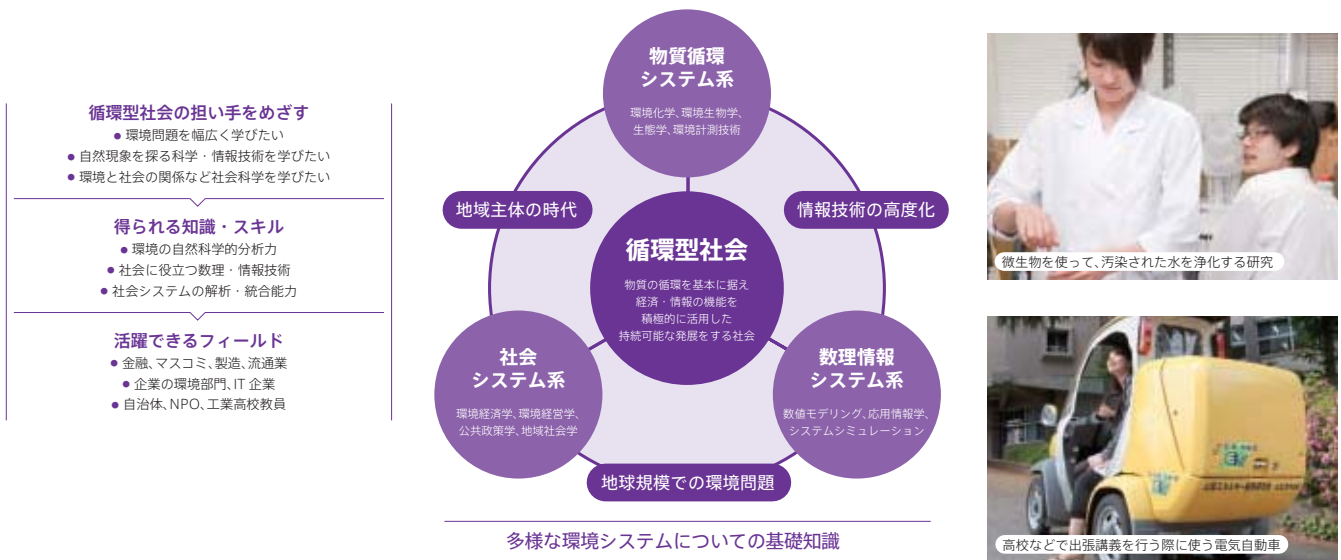 循環型社会の担い手をめざす
● 環境問題を幅広く学びたい
● 自然現象を探る科学・情報技術を学びたい
● 環境と社会の関係など社会科学を学びたい
得られる知識・スキル
● 環境の自然科学的分析力
● 社会に役立つ数理・情報技術
● 社会システムの解析・統合能力
活躍できるフィールド
● 金融、マスコミ、製造、流通業
● 企業の環境部門、IT 企業
● 自治体、NPO、工業高校教員
物質循環
システム系
環境化学、環境生物学、
生態学、環境計測技術
地域主体の時代
情報技術の高度化
循環型社会
物質の循環を基本に据え
経済・情報の機能を
積極的に活用した
持続可能な発展をする社会
社会
システム系
環境経済学、環境経営学、
公共政策学、地域社会学
数理情報
システム系
数値モデリング、応用情報学、
システムシミュレーション
地球規模での環境問題
多様な環境システムについての基礎知識
微生物を使って、汚染された水を浄化する研究
高校などで出張講義を行う際に使う電気自動車